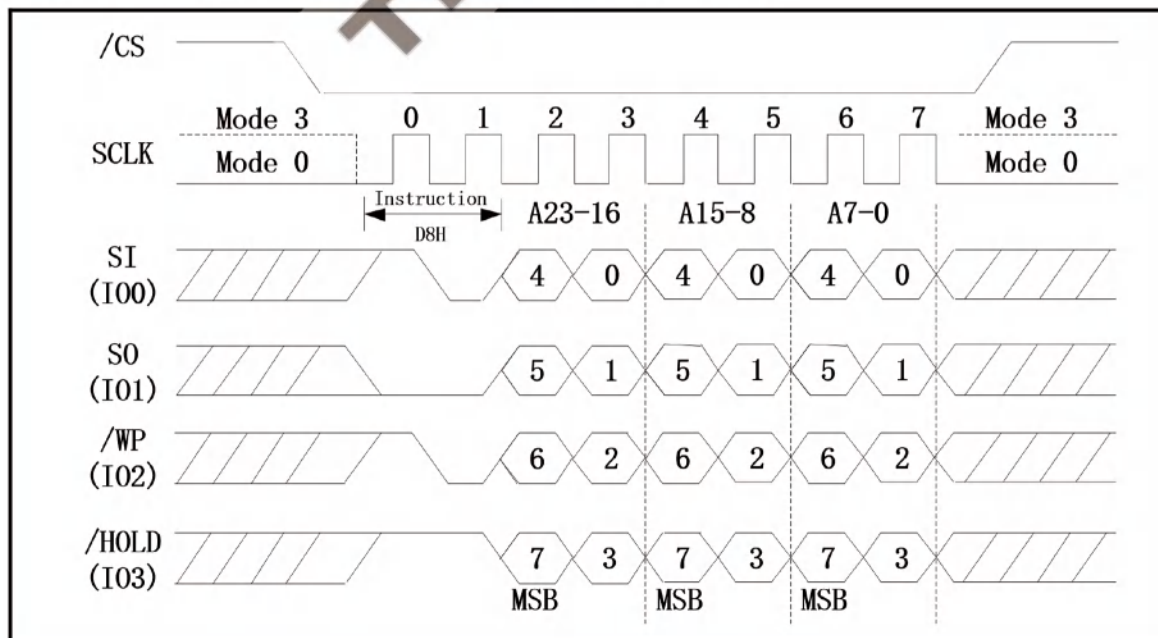 /CS
Mode 3 0 1 2 3 4 5 6 7 Mode 3
SCLK
Mode 0 Mode 0
Instruction
A23-16 A15-8 A7-0
D8H
SI
(IO0)
4 0 4 0 4 0
SO
(IO1)
5 1 5 1 5 1
/WP
(IO2)
6 2 6 2 6 2
/HOLD
(IO3)
7 3 7 3 7 3
MSB MSB MSB